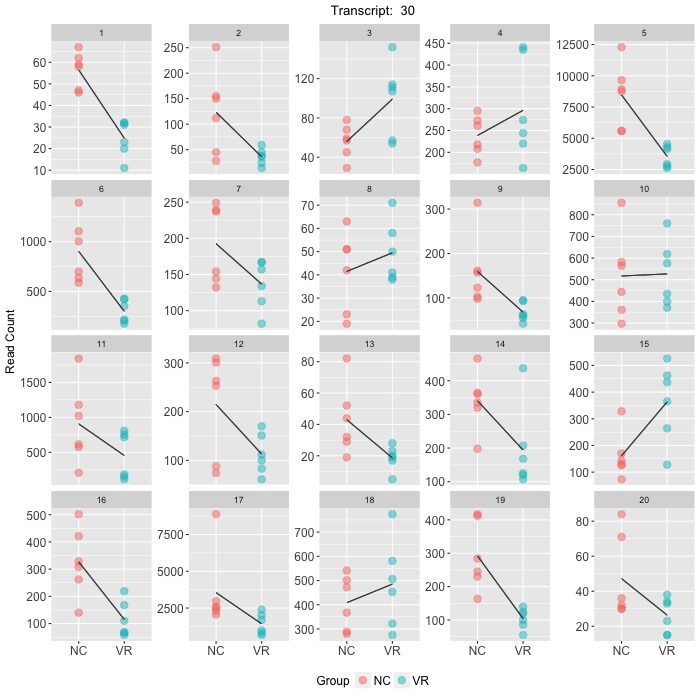 Transcript: 30
1 2 3 4 5
60 50 40 30 20 10
250 200 150 100 50
120 80 40
450 400 350 300 250 200
12500 10000 7500 5000 2500
6 7 8 9 10
1000 500
250 200 150 100
70 60 50 40 30 20
300 200 100
800 700 600 500 400 300
Read Count
11 12 13 14 15
1500 1000 500
300 200 100
80 60 40 20
400 300 200 100
500 400 300 200 100
16 17 18 19 20
500 400 300 200 100
7500 5000 2500
700 600 500 400 300
400 300 200 100
80 60 40 20
NC VR NC VR NC VR NC VR NC VR
Group NC VR